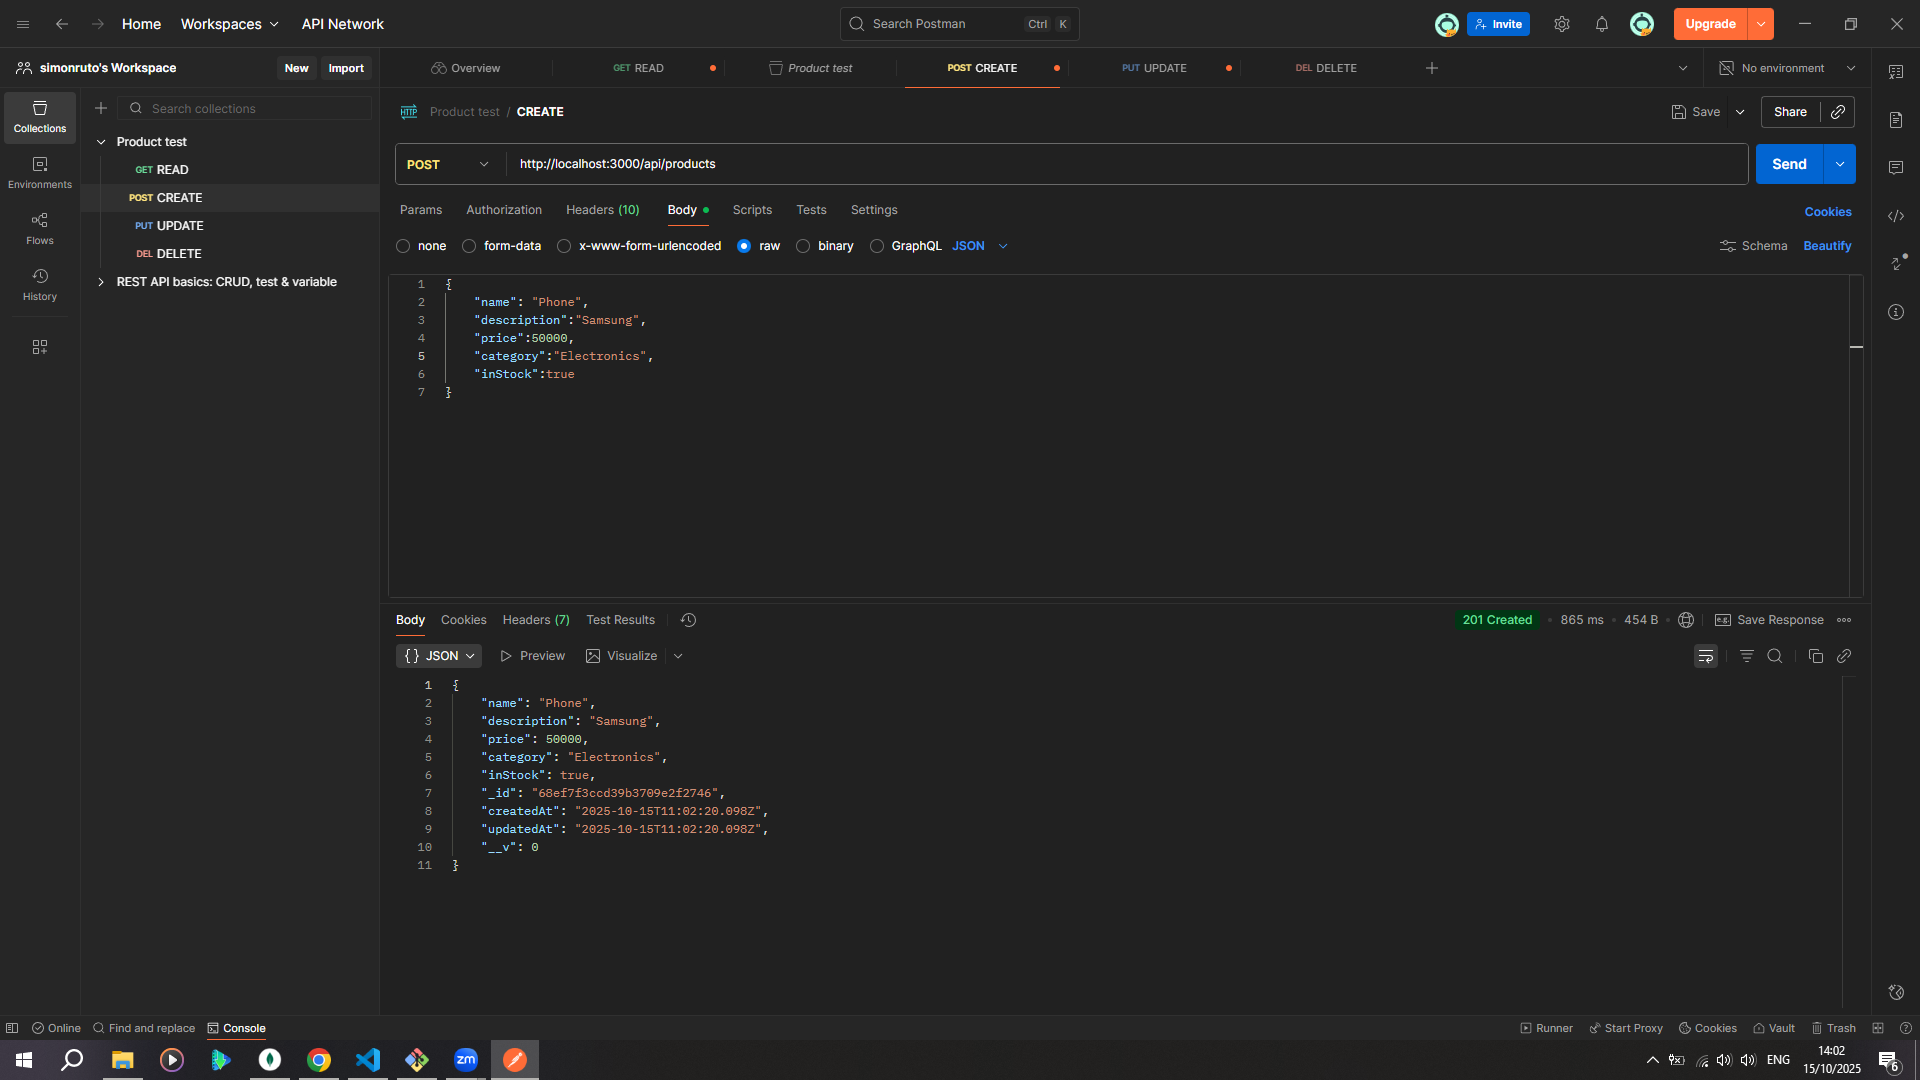 Home Workspaces API Network Search Postman Ctrl K Invite Upgrade
simonruto's Workspace New Import
Overview GET READ Product test POST CREATE PUT UPDATE DEL DELETE No environment
Collections
Environments
Flows
History
Search collections
Product test
GET READ
POST CREATE
PUT UPDATE
DEL DELETE
REST API basics: CRUD, test & variable
HTTP Product test / CREATE Save Share
POST http://localhost:3000/api/products Send
Params Authorization Headers (10) Body Scripts Tests Settings Cookies
none form-data x-www-form-urlencoded raw binary GraphQL JSON Schema Beautify
1 {
2 "name": "Phone",
3 "description":"Samsung",
4 "price":50000,
5 "category":"Electronics",
6 "inStock":true
7 }
Body Cookies Headers (7) Test Results 201 Created 865 ms 454 B e.g. Save Response
{} JSON Preview Visualize
1 {
2 "name": "Phone",
3 "description": "Samsung",
4 "price": 50000,
5 "category": "Electronics",
6 "inStock": true,
7 "_id": "68ef7f3ccd39b3709e2f2746",
8 "createdAt": "2025-10-15T11:02:20.098Z",
9 "updatedAt": "2025-10-15T11:02:20.098Z",
10 "__v": 0
11 }
Online Find and replace Console Runner Start Proxy Cookies Vault Trash
zm ENG 14:02
15/10/2025 6